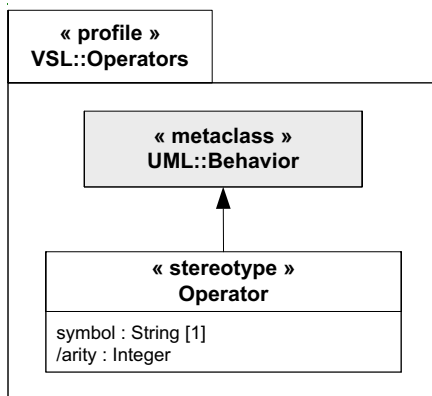 « profile »
VSL::Operators
« metaclass »
UML::Behavior
« stereotype »
Operator
symbol : String [1]
/arity : Integer